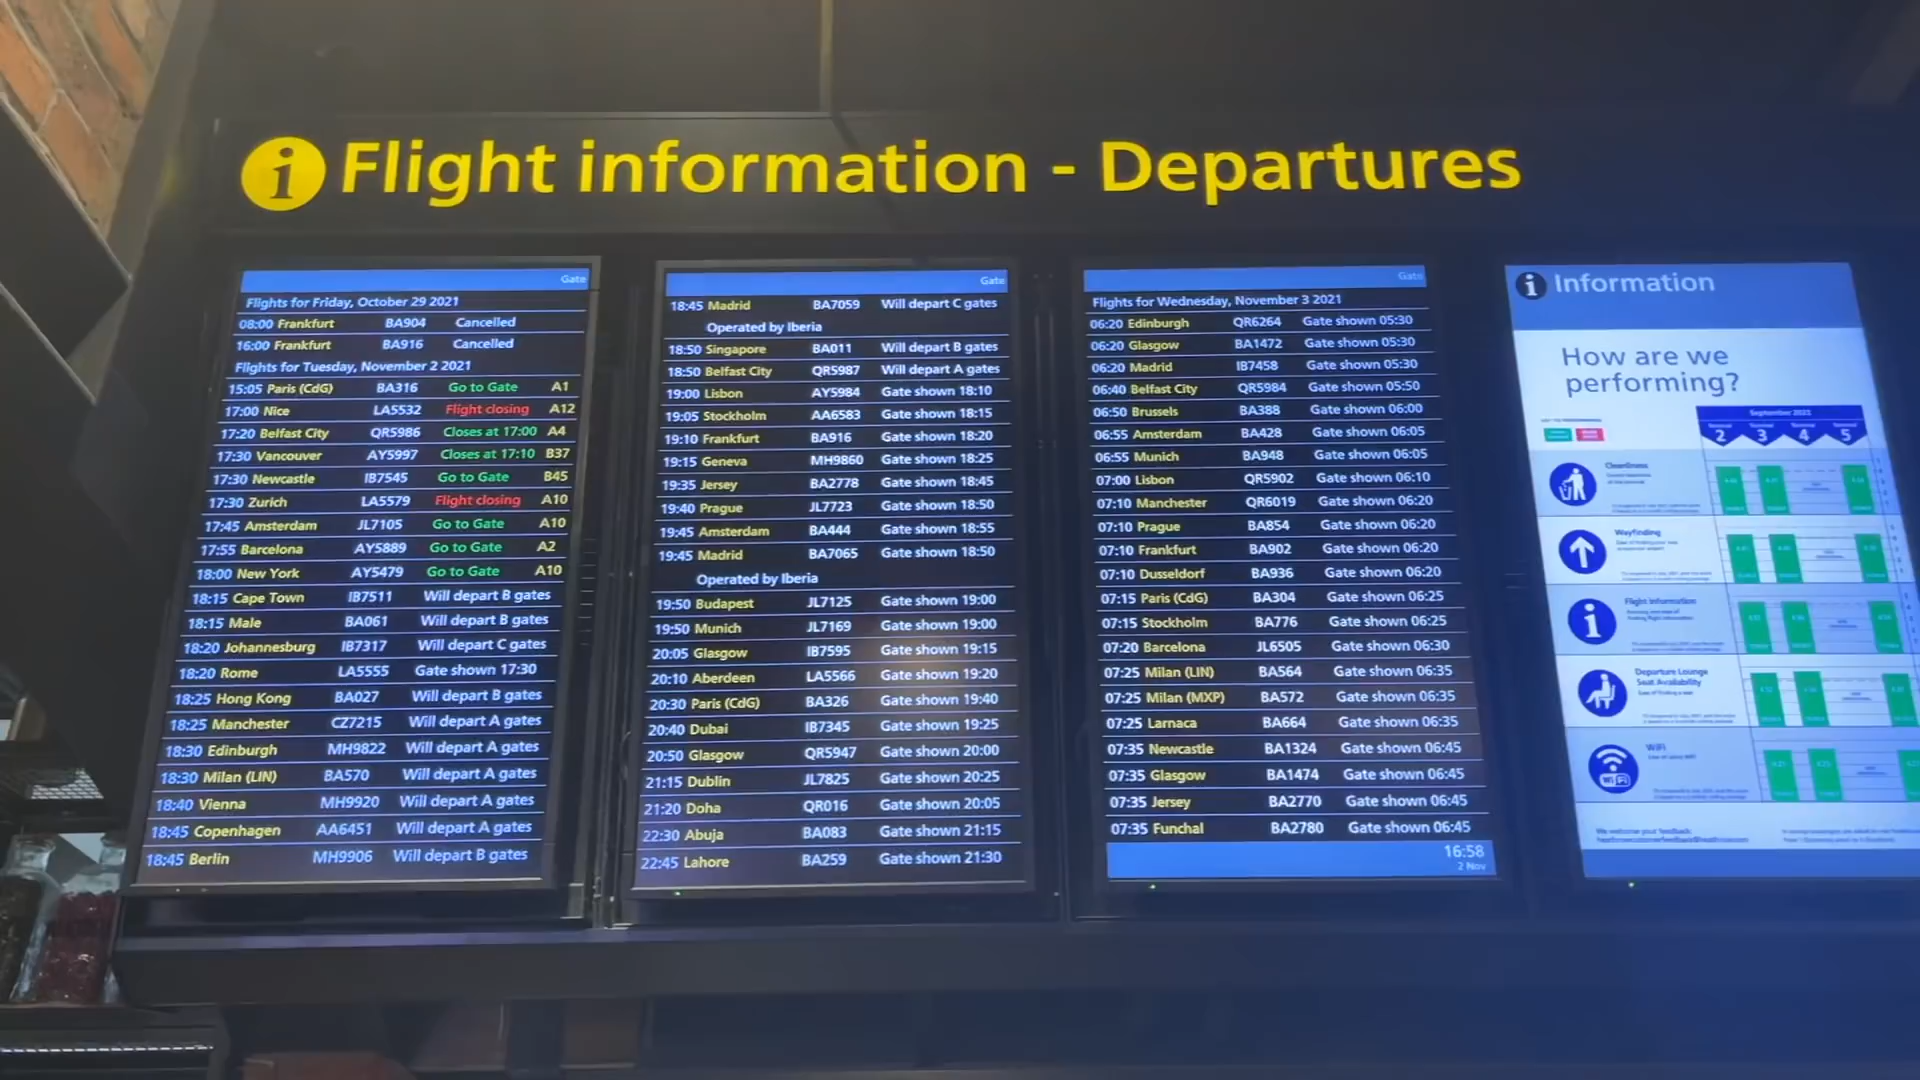 i Flight information - Departures
Gate
Flights for Friday, October 29 2021
08:00 Frankfurt BA904 Cancelled
16:00 Frankfurt BA916 Cancelled
Flights for Tuesday, November 2 2021
15:05 Paris (CdG) BA316 Go to Gate A1
17:00 Nice LA5532 Flight closing A12
17:20 Belfast City QR5986 Closes at 17:00 A4
17:30 Vancouver AY5997 Closes at 17:10 B37
17:30 Newcastle IB7545 Go to Gate B45
17:30 Zurich LA5579 Flight closing A10
17:45 Amsterdam JL7105 Go to Gate A10
17:55 Barcelona AY5889 Go to Gate A2
18:00 New York AY5479 Go to Gate A10
18:15 Cape Town IB7511 Will depart B gates
18:15 Male BA061 Will depart B gates
18:20 Johannesburg IB7317 Will depart C gates
18:20 Rome LA5555 Gate shown 17:30
18:25 Hong Kong BA027 Will depart B gates
18:25 Manchester CZ7215 Will depart A gates
18:30 Edinburgh MH9822 Will depart A gates
18:30 Milan (LIN) BA570 Will depart A gates
18:40 Vienna MH9920 Will depart A gates
18:45 Copenhagen AA6451 Will depart A gates
18:45 Berlin MH9906 Will depart B gates
Gate
18:45 Madrid BA7059 Will depart C gates
Operated by Iberia
18:50 Singapore BA011 Will depart B gates
18:50 Belfast City QR5987 Will depart A gates
19:00 Lisbon AY5984 Gate shown 18:10
19:05 Stockholm AA6583 Gate shown 18:15
19:10 Frankfurt BA916 Gate shown 18:20
19:15 Geneva MH9860 Gate shown 18:25
19:35 Jersey BA2778 Gate shown 18:45
19:40 Prague JL7723 Gate shown 18:50
19:45 Amsterdam BA444 Gate shown 18:55
19:45 Madrid BA7065 Gate shown 18:50
Operated by Iberia
19:50 Budapest JL7125 Gate shown 19:00
19:50 Munich JL7169 Gate shown 19:00
20:05 Glasgow IB7595 Gate shown 19:15
20:10 Aberdeen LA5566 Gate shown 19:20
20:30 Paris (CdG) BA326 Gate shown 19:40
20:40 Dubai IB7345 Gate shown 19:25
20:50 Glasgow QR5947 Gate shown 20:00
21:15 Dublin JL7825 Gate shown 20:25
21:20 Doha QR016 Gate shown 20:05
22:30 Abuja BA083 Gate shown 21:15
22:45 Lahore BA259 Gate shown 21:30
Gate
Flights for Wednesday, November 3 2021
06:20 Edinburgh QR6264 Gate shown 05:30
06:20 Glasgow BA1472 Gate shown 05:30
06:20 Madrid IB7458 Gate shown 05:30
06:40 Belfast City QR5984 Gate shown 05:50
06:50 Brussels BA388 Gate shown 06:00
06:55 Amsterdam BA428 Gate shown 06:05
06:55 Munich BA948 Gate shown 06:05
07:00 Lisbon QR5902 Gate shown 06:10
07:10 Manchester QR6019 Gate shown 06:20
07:10 Prague BA854 Gate shown 06:20
07:10 Frankfurt BA902 Gate shown 06:20
07:10 Dusseldorf BA936 Gate shown 06:20
07:15 Paris (CdG) BA304 Gate shown 06:25
07:15 Stockholm BA776 Gate shown 06:25
07:20 Barcelona JL6505 Gate shown 06:30
07:25 Milan (LIN) BA564 Gate shown 06:35
07:25 Milan (MXP) BA572 Gate shown 06:35
07:25 Larnaca BA664 Gate shown 06:35
07:35 Newcastle BA1324 Gate shown 06:45
07:35 Glasgow BA1474 Gate shown 06:45
07:35 Jersey BA2770 Gate shown 06:45
07:35 Funchal BA2780 Gate shown 06:45
16:58
2 Nov
i Information
How are we
performing?
September 2021
2 3 4 5
Cleanliness
Wayfinding
Flight information
Departure Lounge
Seat Availability
WiFi
We welcome your feedback